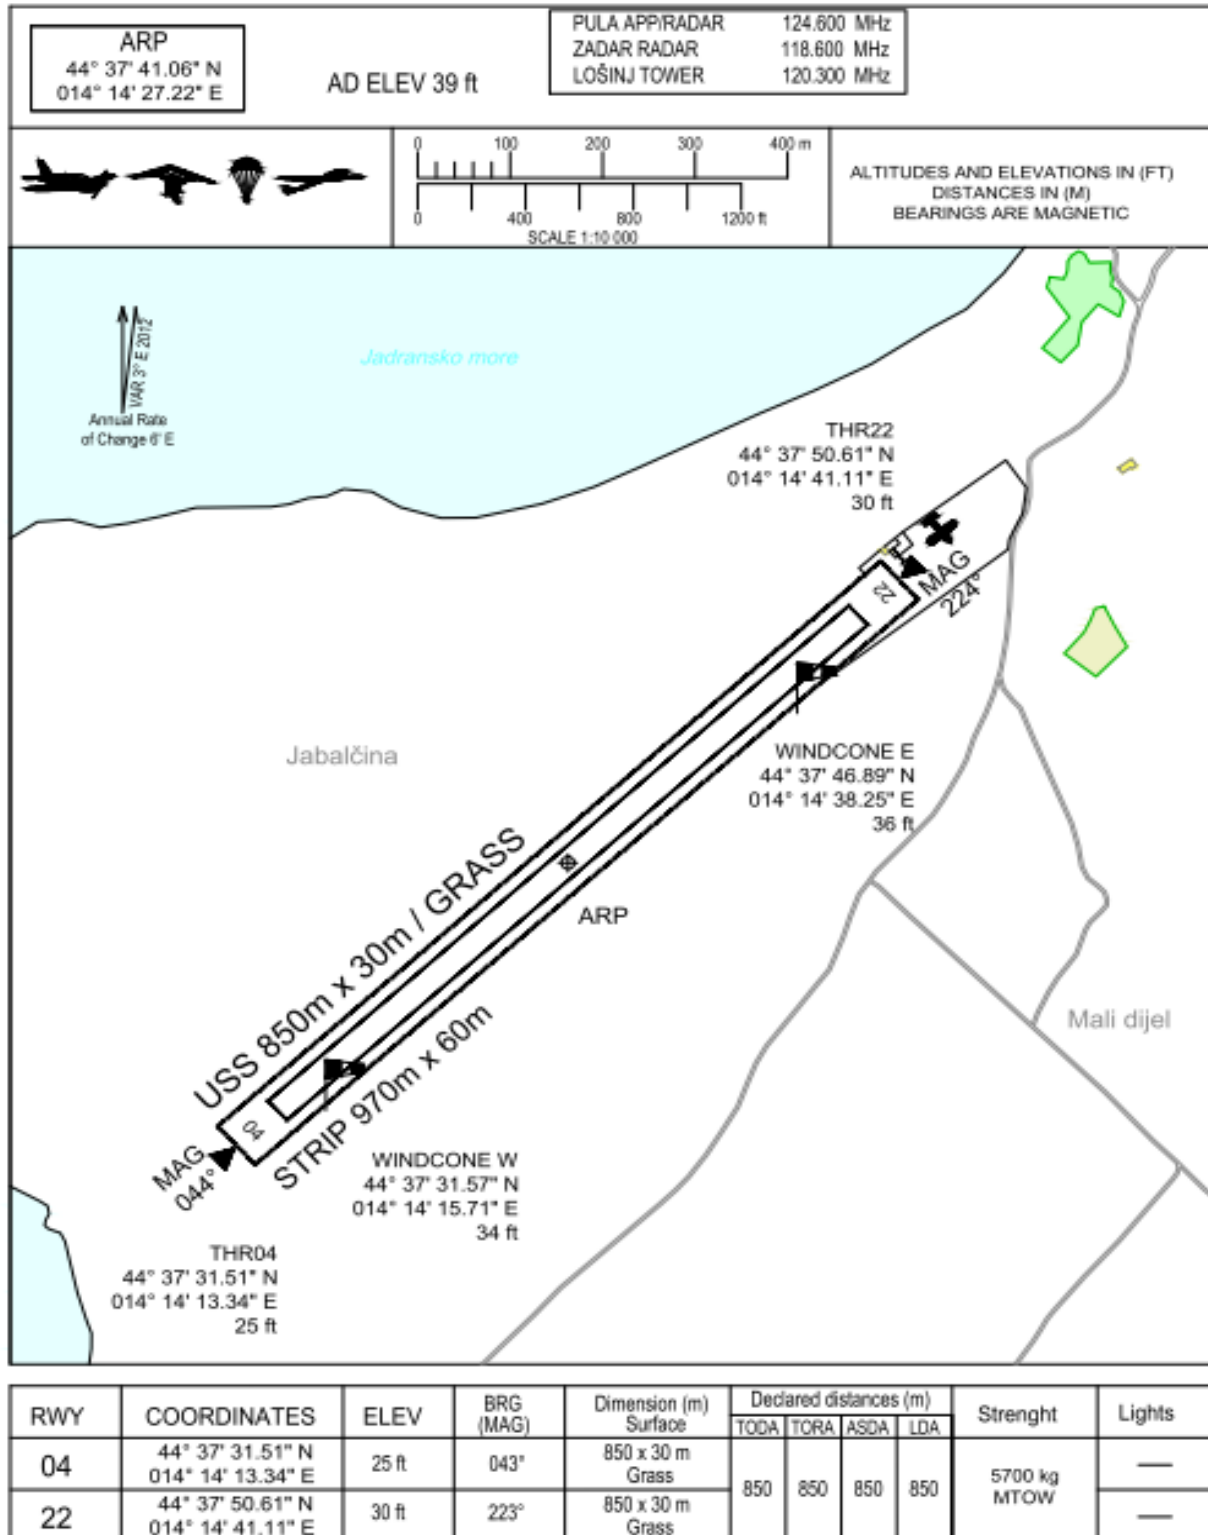 ARP
44° 37' 41.06" N
014° 14' 27.22" E
AD ELEV 39 ft
PULA APP/RADAR 124.600 MHz
ZADAR RADAR 118.600 MHz
LOŠINJ TOWER 120.300 MHz
0 100 200 300 400 m
0 400 800 1200 ft
SCALE 1:10 000
ALTITUDES AND ELEVATIONS IN (FT)
DISTANCES IN (M)
BEARINGS ARE MAGNETIC
VAR 3° E 2012
Annual Rate
of Change 6' E
Jadransko more
THR22
44° 37' 50.61" N
014° 14' 41.11" E
30 ft
MAG
224°
22
Jabalčina
WINDCONE E
44° 37' 46.89" N
014° 14' 38.25" E
36 ft
USS 850m x 30m / GRASS
ARP
STRIP 970m x 60m
Mali dijel
04
MAG
044°
WINDCONE W
44° 37' 31.57" N
014° 14' 15.71" E
34 ft
THR04
44° 37' 31.51" N
014° 14' 13.34" E
25 ft
RWY COORDINATES ELEV BRG (MAG) Dimension (m) Surface Declared distances (m) Strenght Lights
TODA TORA ASDA LDA
04 44° 37' 31.51" N 014° 14' 13.34" E 25 ft 043° 850 x 30 m Grass —
850 850 850 850 5700 kg MTOW
22 44° 37' 50.61" N 014° 14' 41.11" E 30 ft 223° 850 x 30 m Grass —